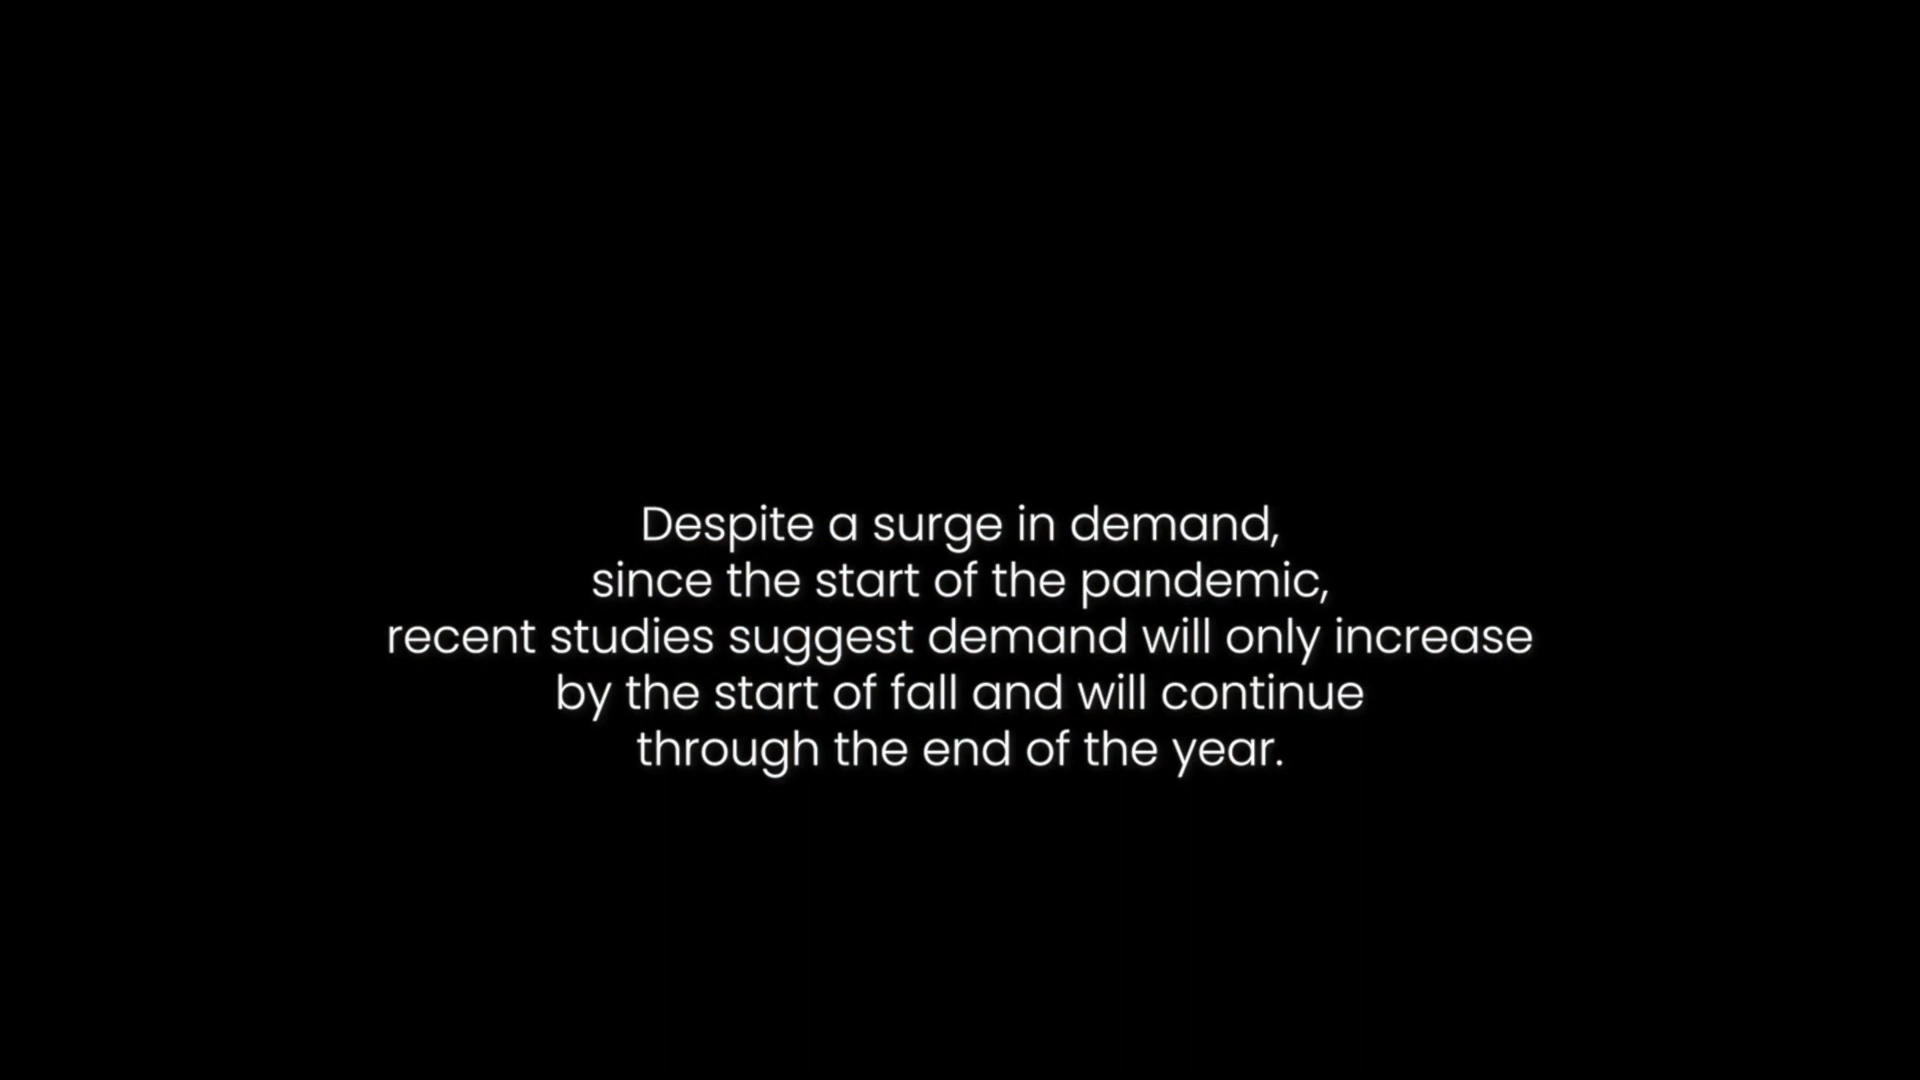 Despite a surge in demand,
since the start of the pandemic,
recent studies suggest demand will only increase
by the start of fall and will continue
through the end of the year.